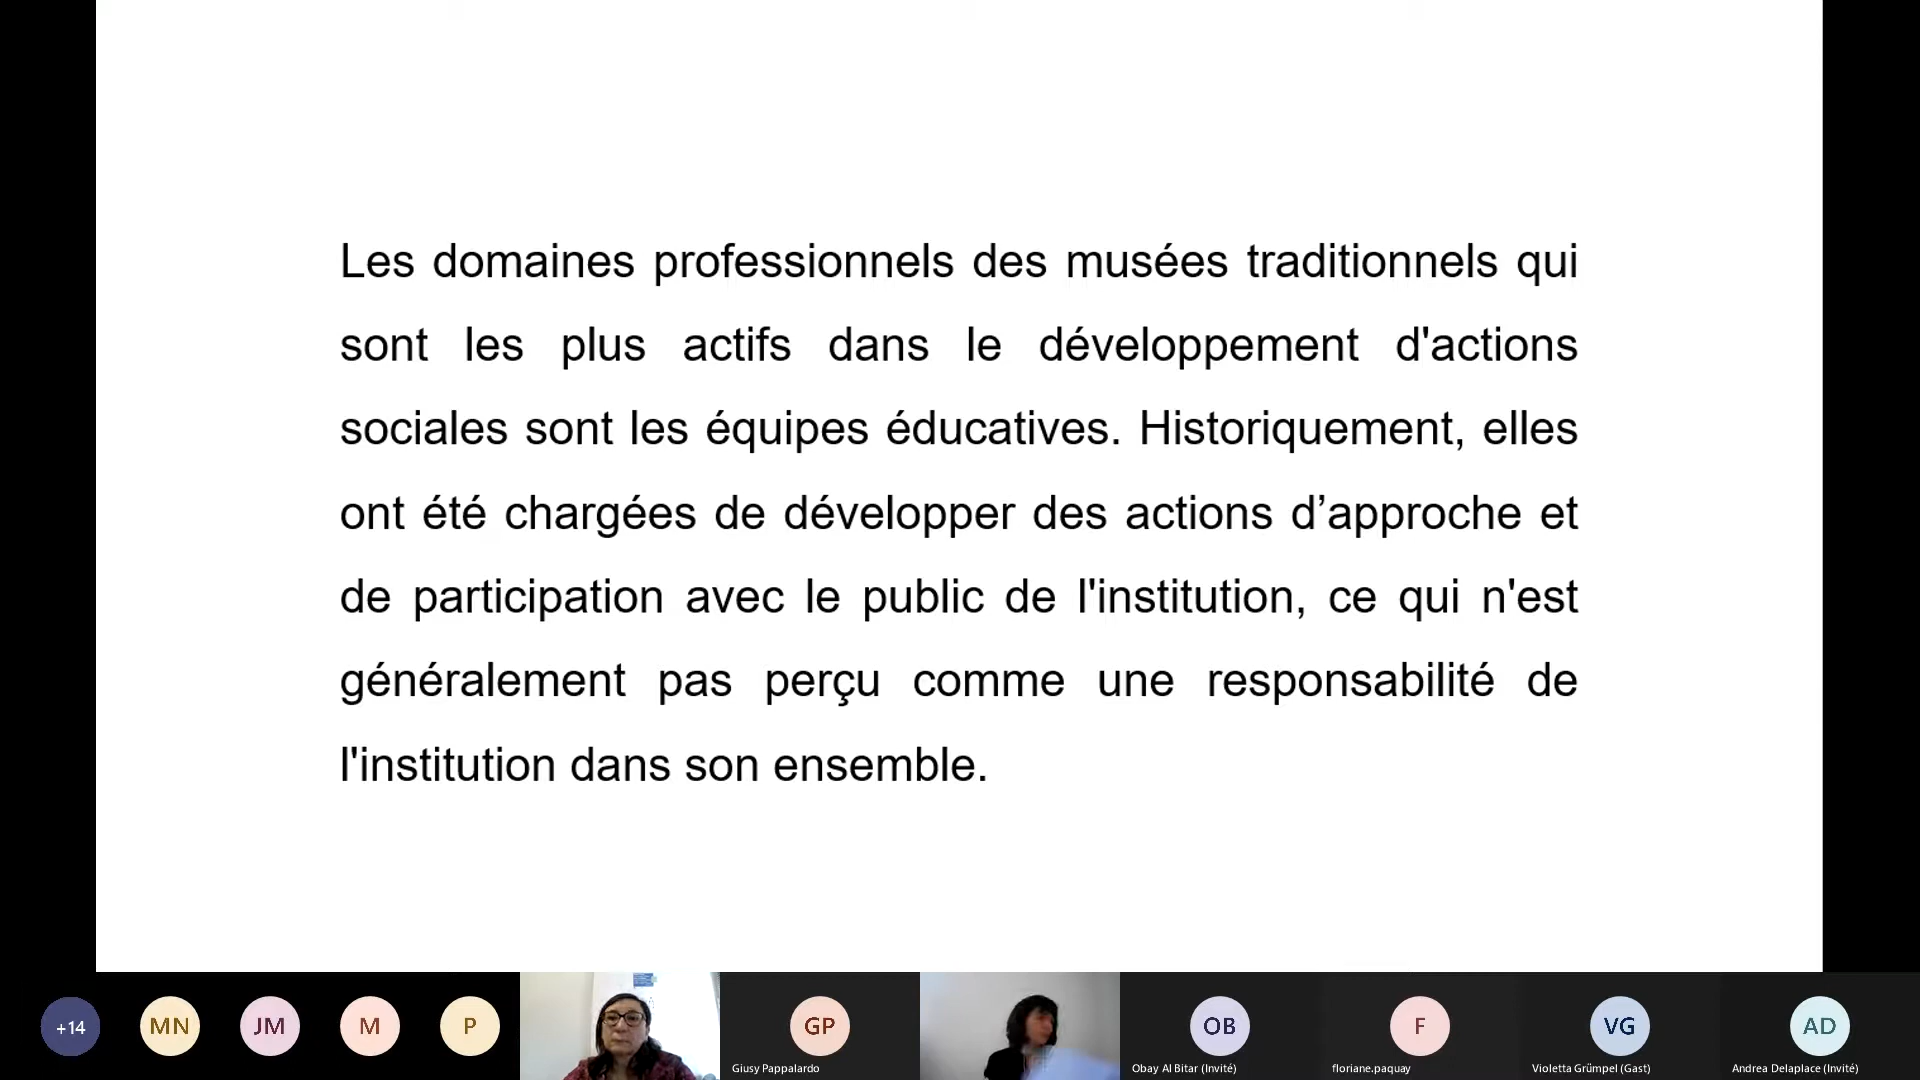 Les domaines professionnels des musées traditionnels qui
sont les plus actifs dans le développement d'actions
sociales sont les équipes éducatives. Historiquement, elles
ont été chargées de développer des actions d’approche et
de participation avec le public de l'institution, ce qui n'est
généralement pas perçu comme une responsabilité de
l'institution dans son ensemble.
+14
MN
JM
M
P
GP
OB
F
VG
AD
Giusy Pappalardo
Obay Al Bitar (Invité)
floriane.paquay
Violetta Grümpel (Gast)
Andrea Delaplace (Invité)